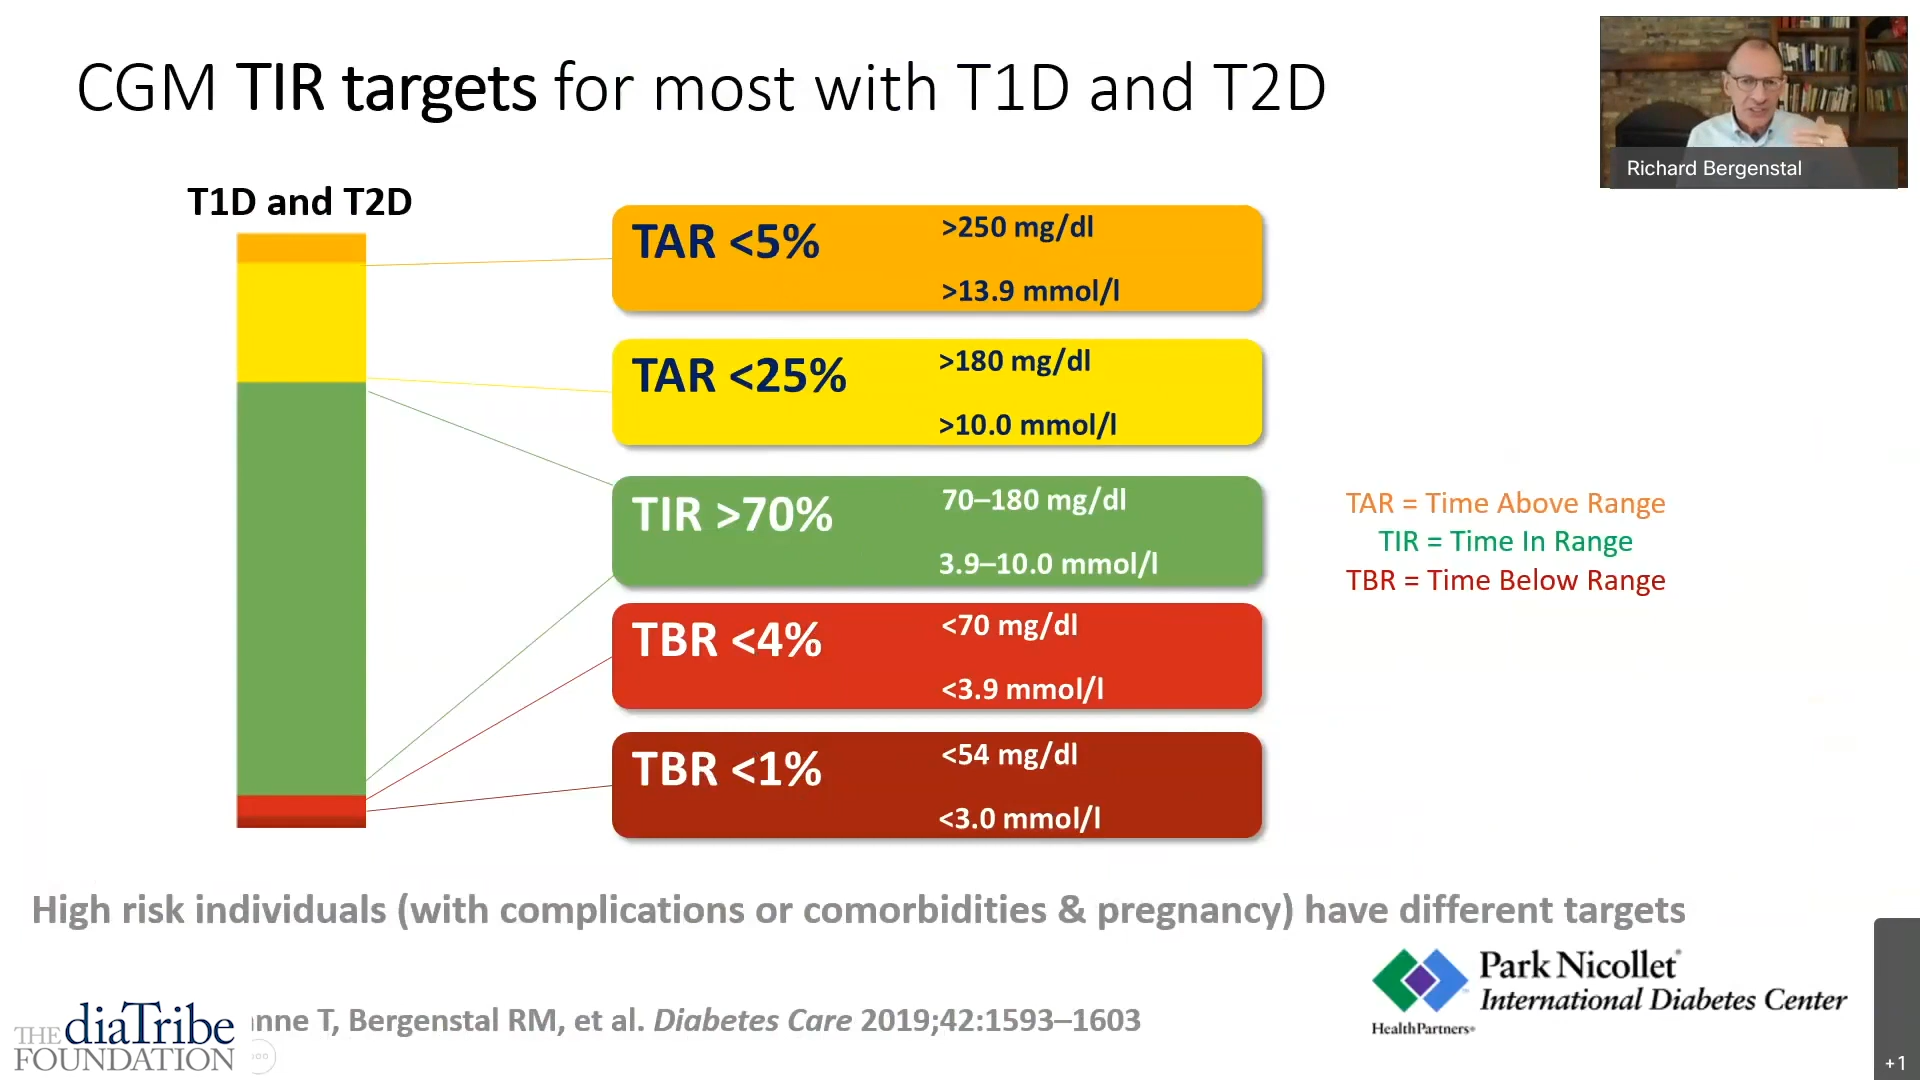 CGM TIR targets for most with T1D and T2D
Richard Bergenstal
T1D and T2D
TAR <5%
>250 mg/dl
>13.9 mmol/l
TAR <25%
>180 mg/dl
>10.0 mmol/l
TIR >70%
70–180 mg/dl
3.9–10.0 mmol/l
TBR <4%
<70 mg/dl
<3.9 mmol/l
TBR <1%
<54 mg/dl
<3.0 mmol/l
TAR = Time Above Range
TIR = Time In Range
TBR = Time Below Range
High risk individuals (with complications or comorbidities & pregnancy) have different targets
THE diaTribe
FOUNDATION
T, Bergenstal RM, et al. Diabetes Care 2019;42:1593–1603
Park Nicollet®
International Diabetes Center
HealthPartners®
+1